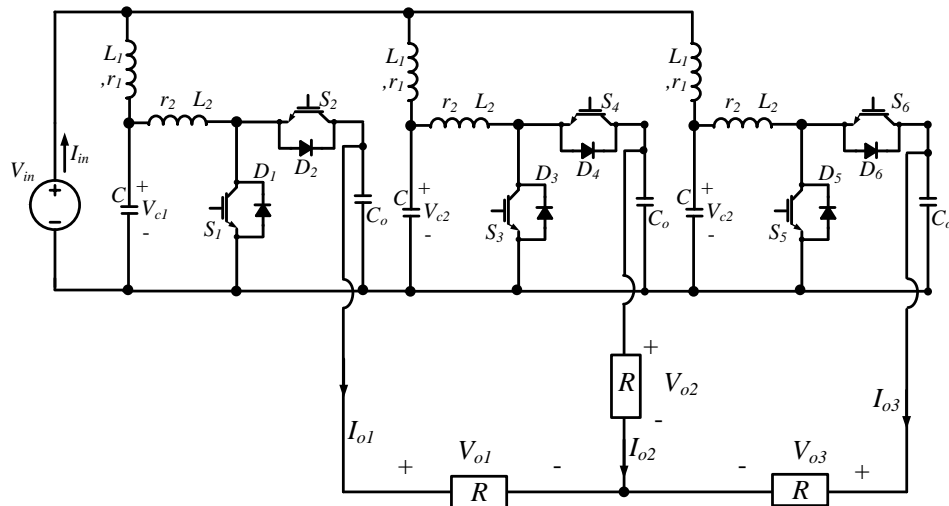 L1
,r1
r2 L2
S2
D2
D1
S1
C
+
Vc1
-
Co
Vin
+
-
Iin
L1
,r1
r2 L2
S4
D4
D3
S3
C
+
Vc2
-
Co
L1
,r1
r2 L2
S6
D6
D5
S5
C
+
Vc2
-
Co
Io1
+
Vo1
-
R
+
R
Vo2
-
Io2
-
Vo3
+
R
Io3